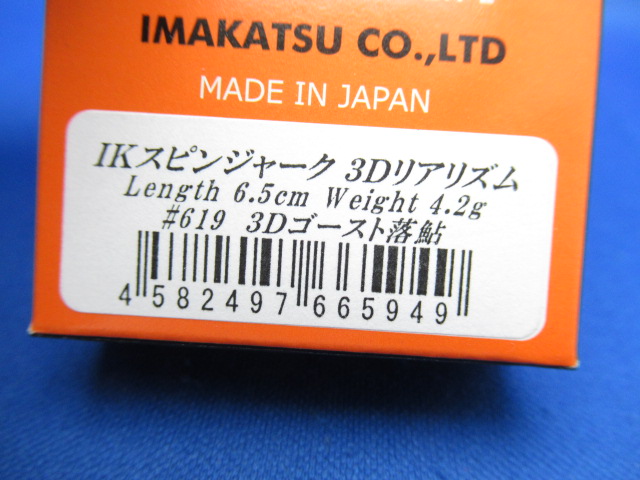 IMAKATSU CO.,LTD
MADE IN JAPAN
IKスピンジャーク 3Dリアリズム
Length 6.5cm Weight 4.2g
#619 3Dゴースト落鮎
4 582497 665949